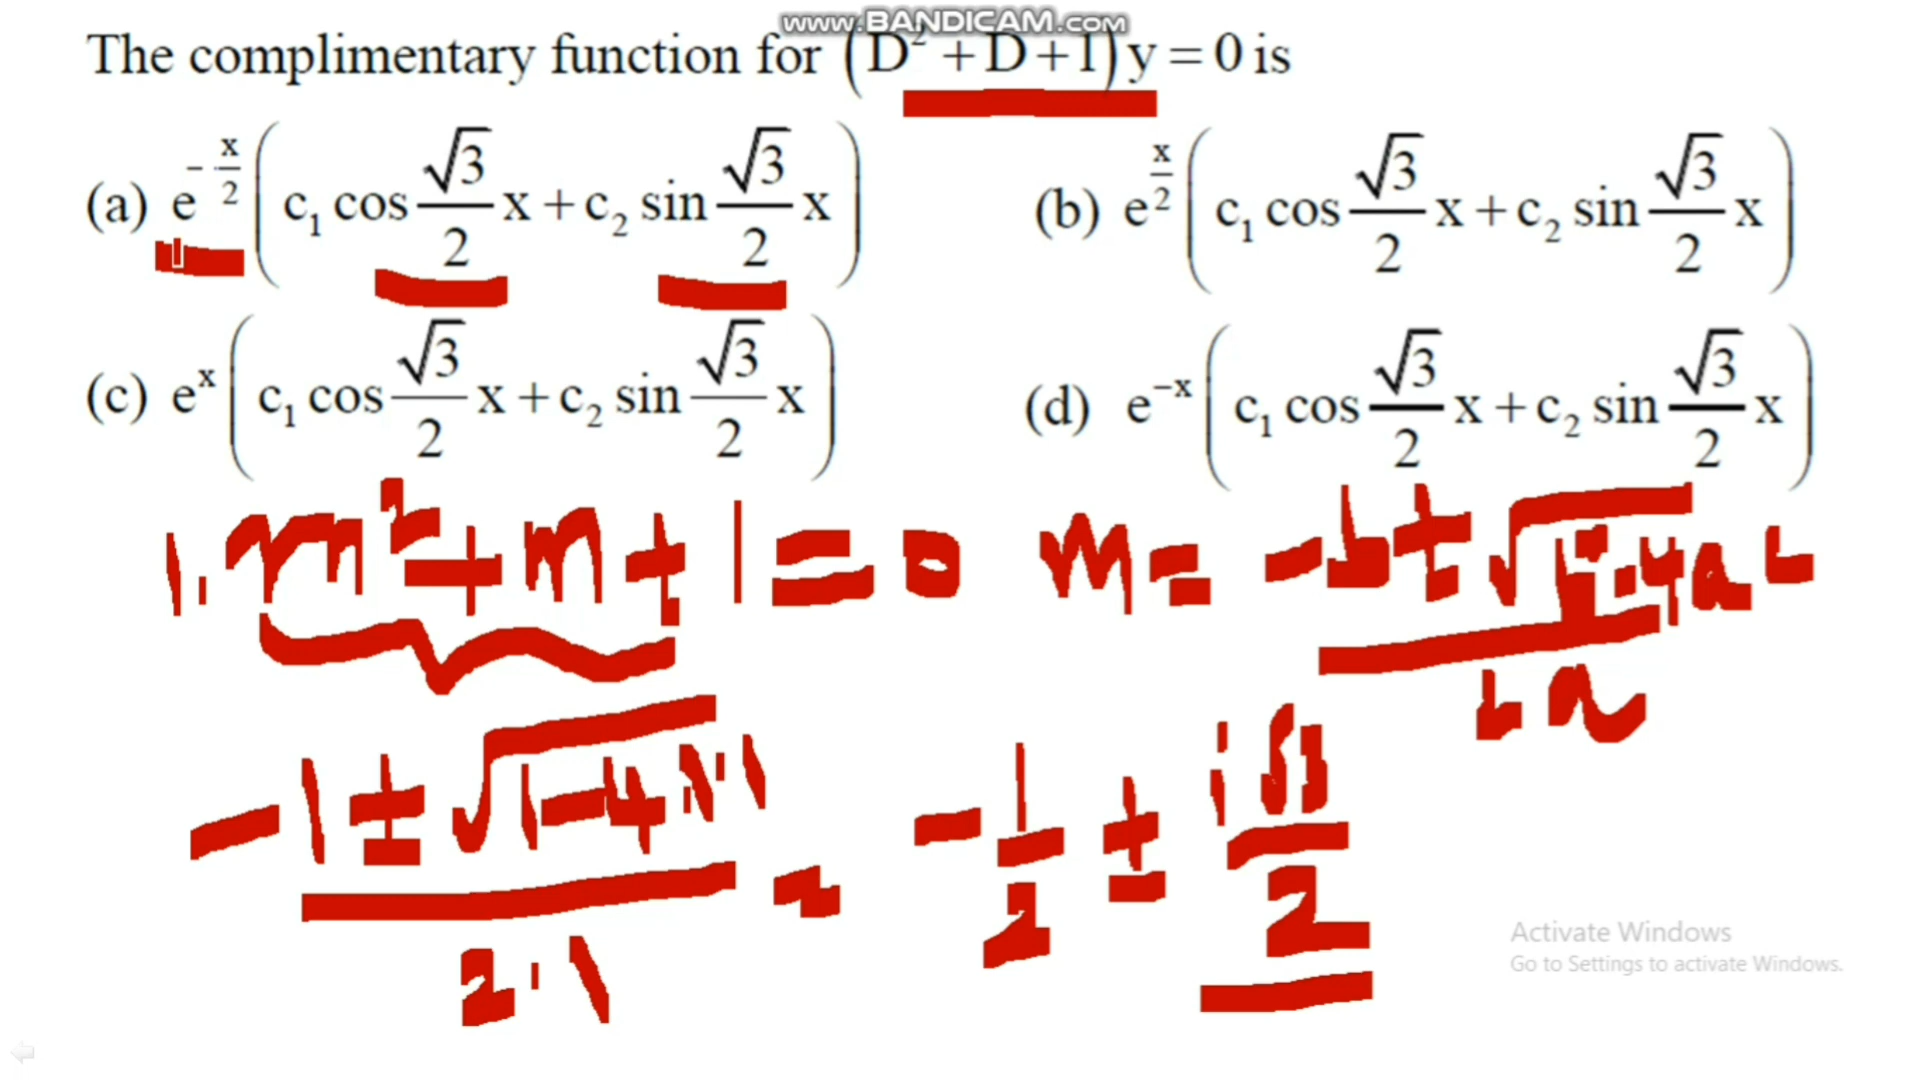 www.BANDICAM.com
The complimentary function for (D² + D + 1) y = 0 is
(a) e^(-x/2) ( c₁ cos √3/2 x + c₂ sin √3/2 x )
(b) e^(x/2) ( c₁ cos √3/2 x + c₂ sin √3/2 x )
(c) e^x ( c₁ cos √3/2 x + c₂ sin √3/2 x )
(d) e^(-x) ( c₁ cos √3/2 x + c₂ sin √3/2 x )
1. m² + m + 1 = 0
m = (-b ± √(b² - 4ac)) / 2a
(-1 ± √(1 - 4·1·1)) / 2·1 = -1/2 ± i√3/2
Activate Windows
Go to Settings to activate Windows.